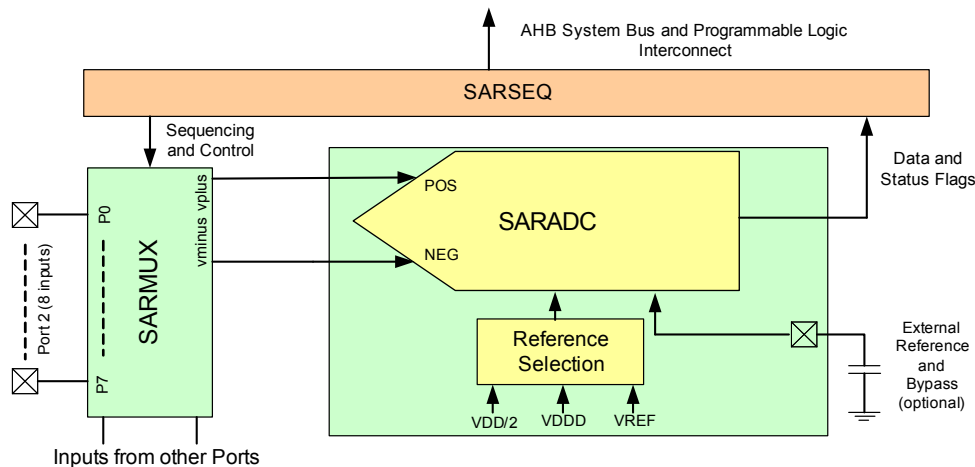 AHB System Bus and Programmable Logic
Interconnect
SARSEQ
Sequencing
and Control
Data and
Status Flags
vminus vplus
POS
NEG
SARADC
P0
P7
SARMUX
Port 2 (8 inputs)
Reference
Selection
External
Reference
and
Bypass
(optional)
VDD/2
VDDD
VREF
Inputs from other Ports